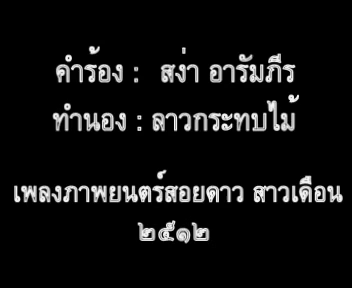 คำร้อง : สง่า อารัมภีร
ทำนอง : ลาวกระทบไม้
เพลงภาพยนตร์สอยดาว สาวเดือน
๒๕๑๒